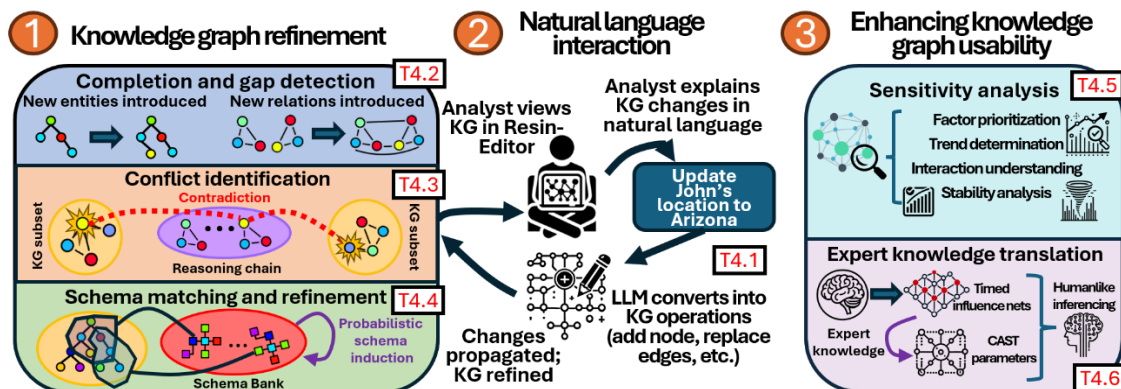 1 Knowledge graph refinement
Completion and gap detection
T4.2
New entities introduced
New relations introduced
Conflict identification
T4.3
Contradiction
KG subset
KG subset
Reasoning chain
Schema matching and refinement
T4.4
Probabilistic
schema
induction
Schema Bank
2 Natural language
interaction
Analyst views
KG in Resin-
Editor
Analyst explains
KG changes in
natural language
Update
John's
location to
Arizona
T4.1
LLM converts into
KG operations
(add node, replace
edges, etc.)
Changes
propagated;
KG refined
3 Enhancing knowledge
graph usability
T4.5
Sensitivity analysis
Factor prioritization
Trend determination
Interaction understanding
Stability analysis
Expert knowledge translation
Timed
influence nets
Humanlike
inferencing
Expert
knowledge
CAST
parameters
T4.6